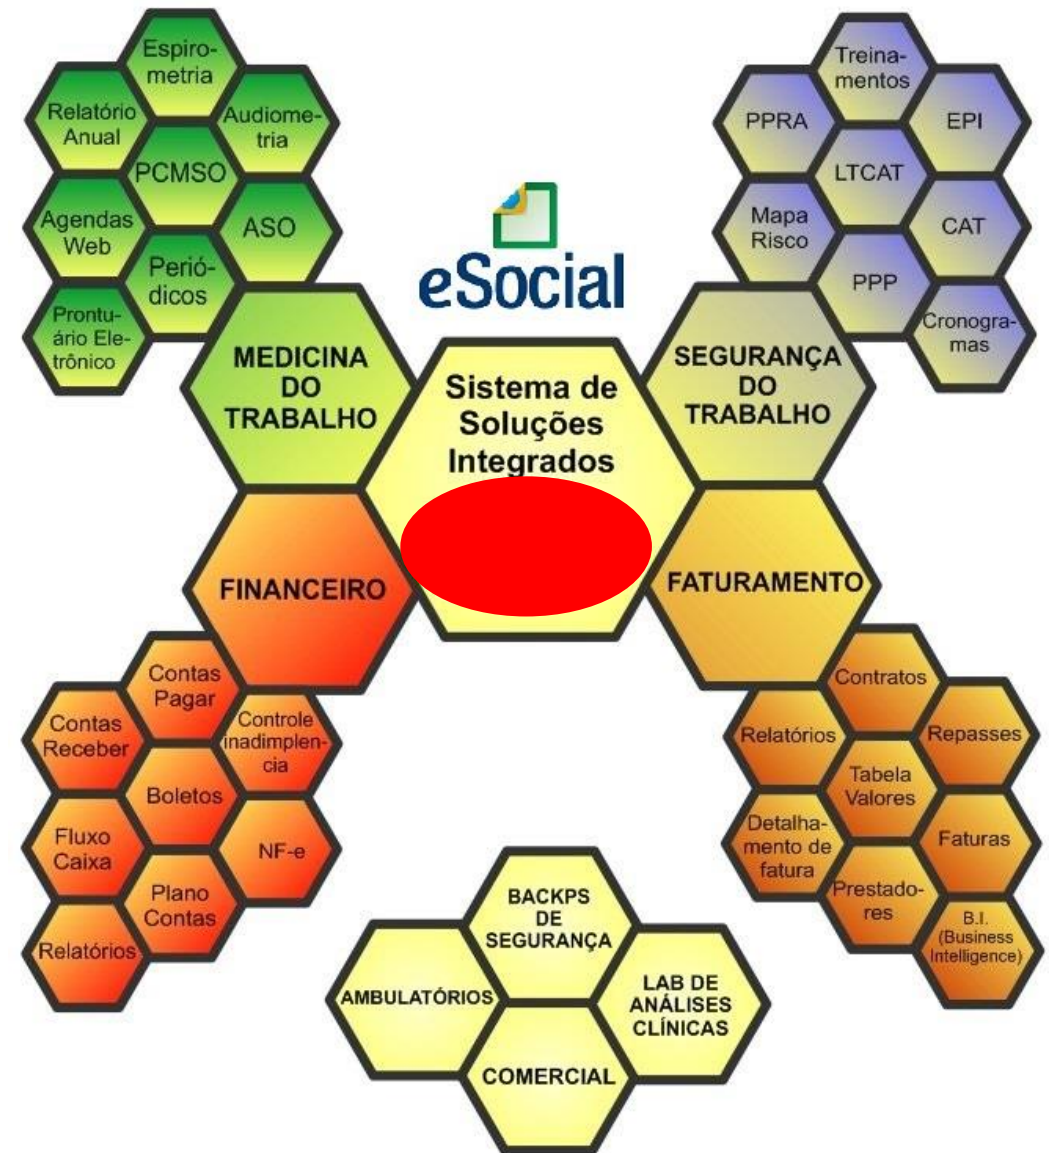 Espiro-
metria
Relatório
Anual
Audiome-
tria
PCMSO
Agendas
Web
ASO
Perió-
dicos
Prontu-
ário Ele-
trônico
MEDICINA
DO
TRABALHO
eSocial
Sistema de
Soluções
Integrados
Treina-
mentos
PPRA
EPI
LTCAT
Mapa
Risco
CAT
PPP
Cronogra-
mas
SEGURANÇA
DO
TRABALHO
FINANCEIRO
FATURAMENTO
Contas
Pagar
Contas
Receber
Controle
inadimplen-
cia
Boletos
Fluxo
Caixa
NF-e
Plano
Contas
Relatórios
Contratos
Relatórios
Repasses
Tabela
Valores
Detalha-
mento de
fatura
Faturas
Prestado-
res
B.I.
(Business
Intelligence)
BACKPS
DE
SEGURANÇA
AMBULATÓRIOS
LAB DE
ANÁLISES
CLÍNICAS
COMERCIAL